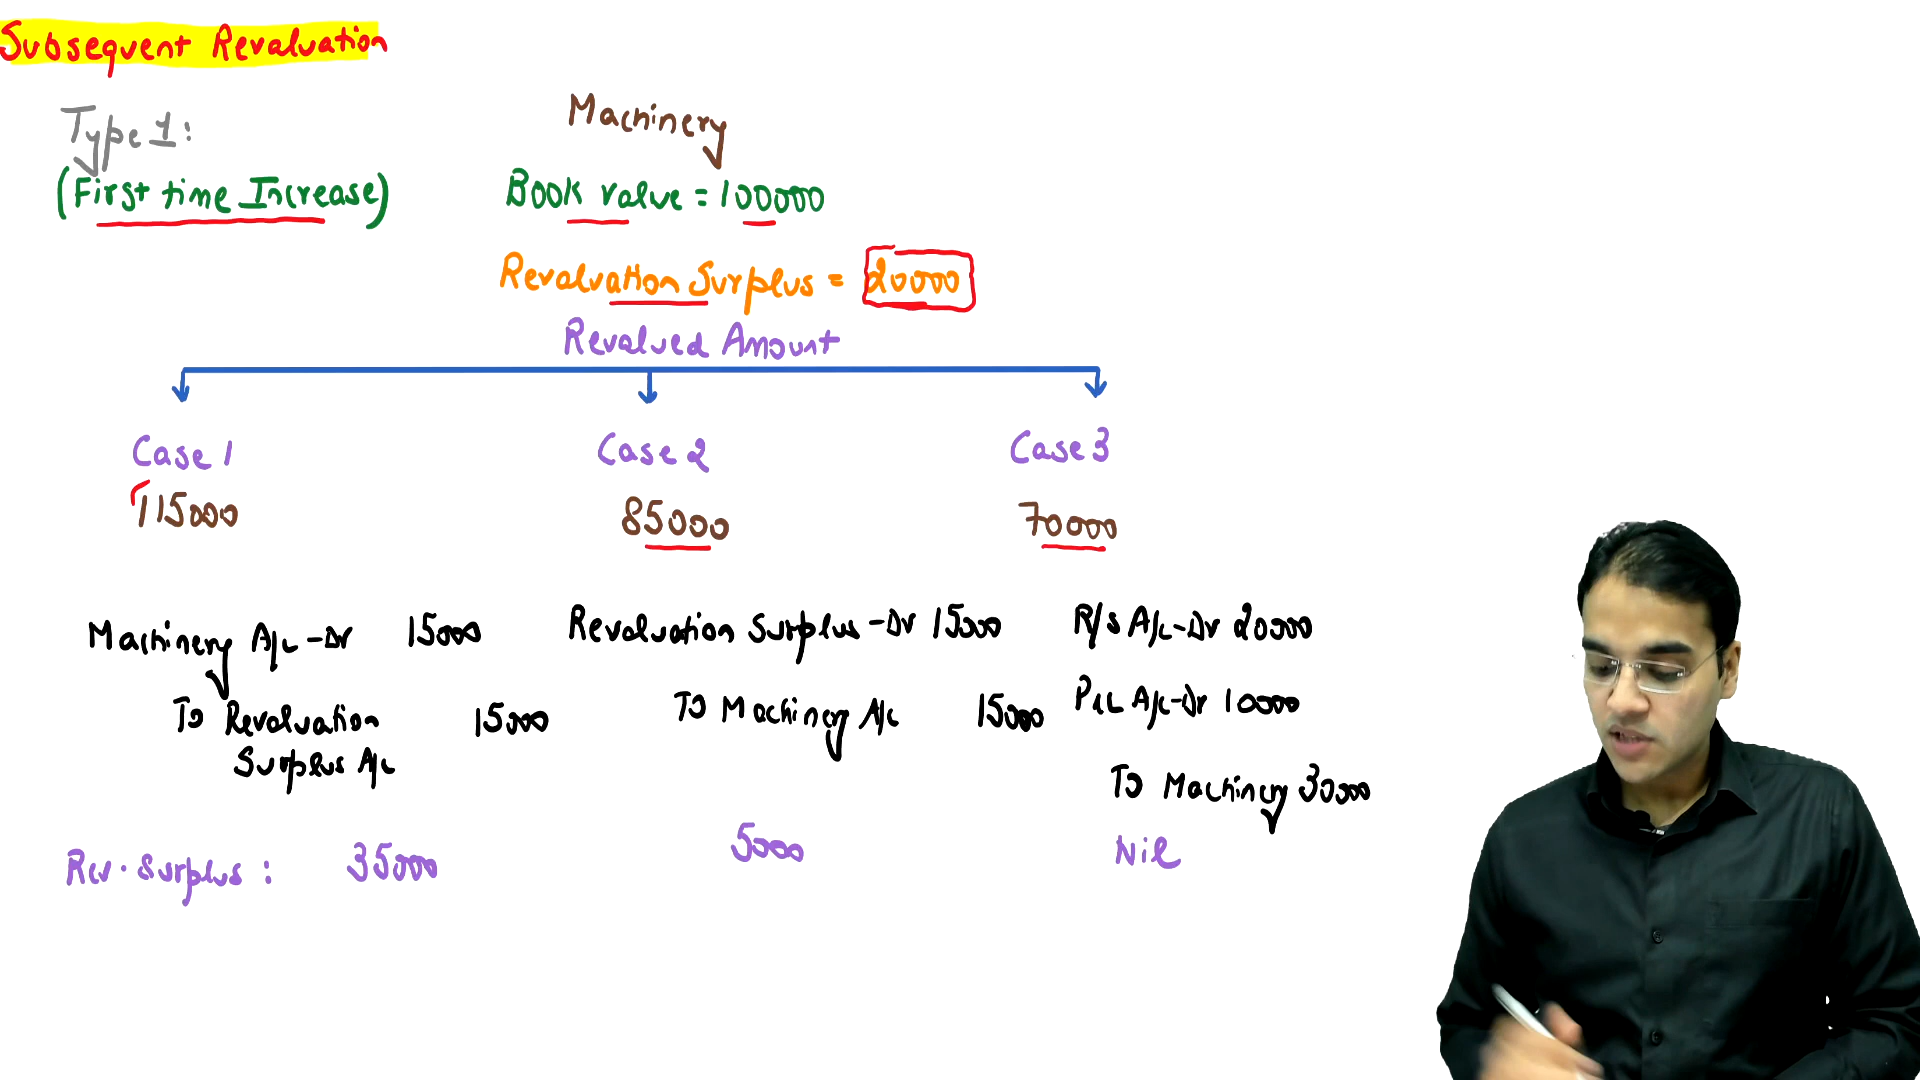 Subsequent Revaluation
Type 1:
(First time Increase)
Machinery
Book value = 100000
Revaluation Surplus = 20000
Revalued Amount
Case 1
Case 2
Case 3
115000
85000
70000
Machinery A/c - Dr 15000
To Revaluation Surplus A/c 15000
Revaluation Surplus - Dr 15000
To Machinery A/c 15000
R/s A/c - Dr 20000
P&L A/c - Dr 10000
To Machinery 30000
Rev. Surplus : 35000
5000
Nil